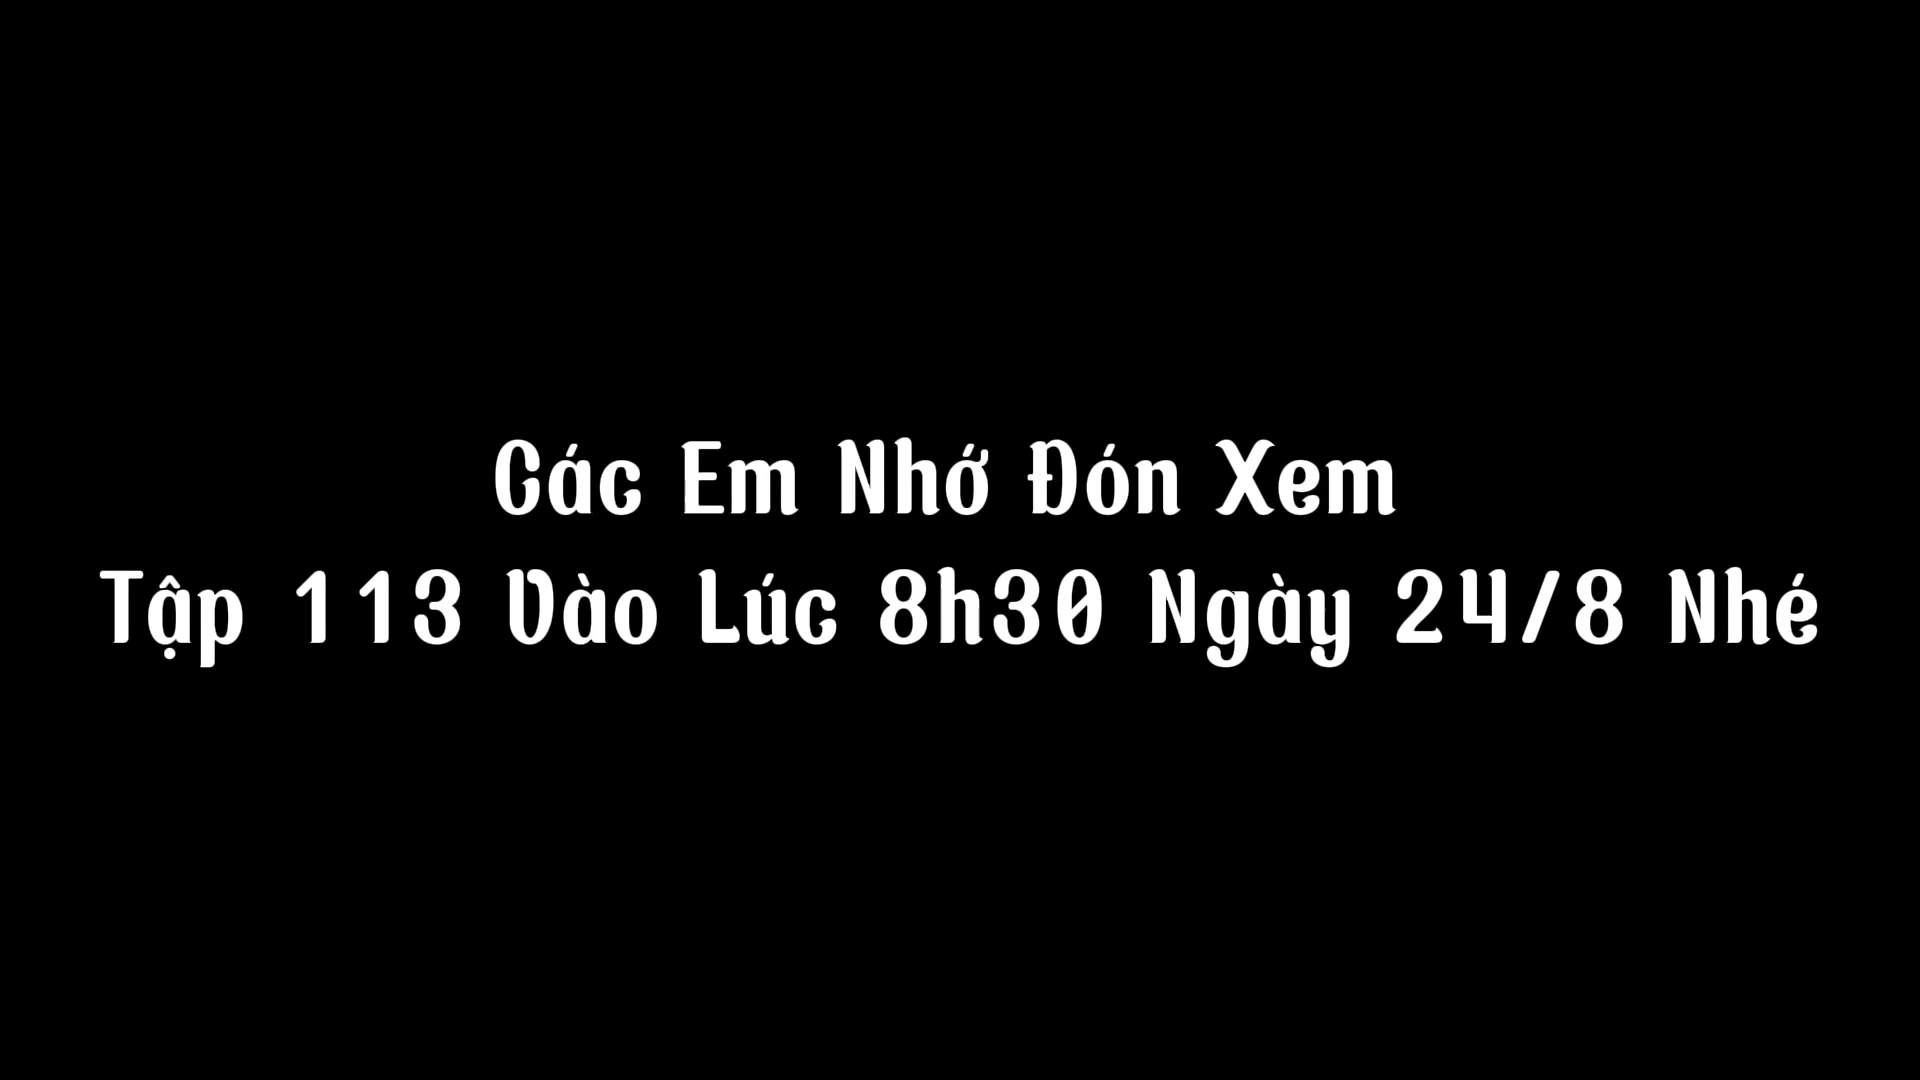 Các Em Nhớ Đón Xem
Tập 113 Vào Lúc 8h30 Ngày 24/8 Nhé